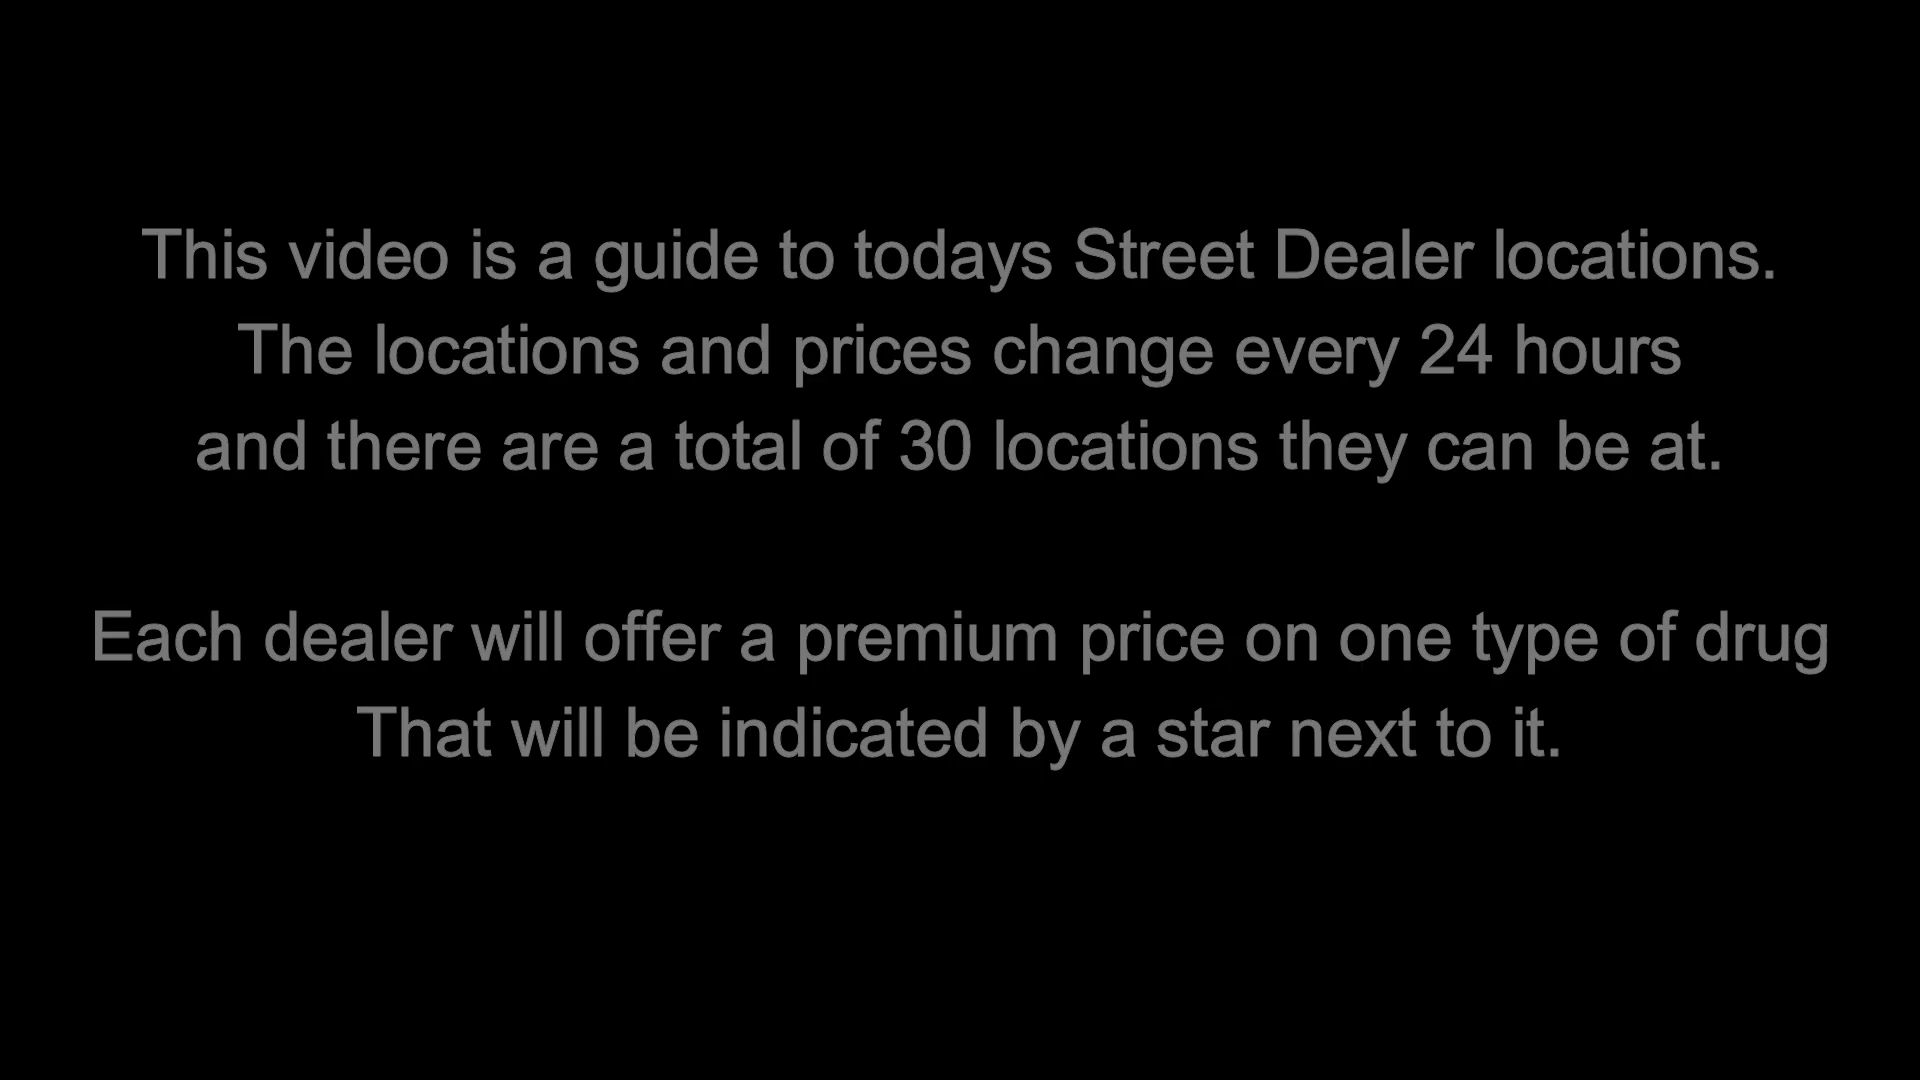 This video is a guide to todays Street Dealer locations.
The locations and prices change every 24 hours
and there are a total of 30 locations they can be at.
Each dealer will offer a premium price on one type of drug
That will be indicated by a star next to it.